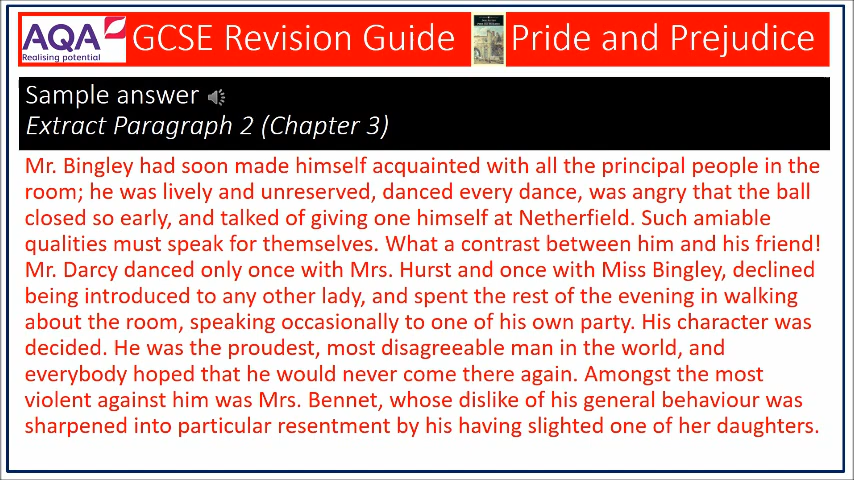 AQA
Realising potential
GCSE Revision Guide
Pride and Prejudice
Sample answer
Extract Paragraph 2 (Chapter 3)
Mr. Bingley had soon made himself acquainted with all the principal people in the
room; he was lively and unreserved, danced every dance, was angry that the ball
closed so early, and talked of giving one himself at Netherfield. Such amiable
qualities must speak for themselves. What a contrast between him and his friend!
Mr. Darcy danced only once with Mrs. Hurst and once with Miss Bingley, declined
being introduced to any other lady, and spent the rest of the evening in walking
about the room, speaking occasionally to one of his own party. His character was
decided. He was the proudest, most disagreeable man in the world, and
everybody hoped that he would never come there again. Amongst the most
violent against him was Mrs. Bennet, whose dislike of his general behaviour was
sharpened into particular resentment by his having slighted one of her daughters.